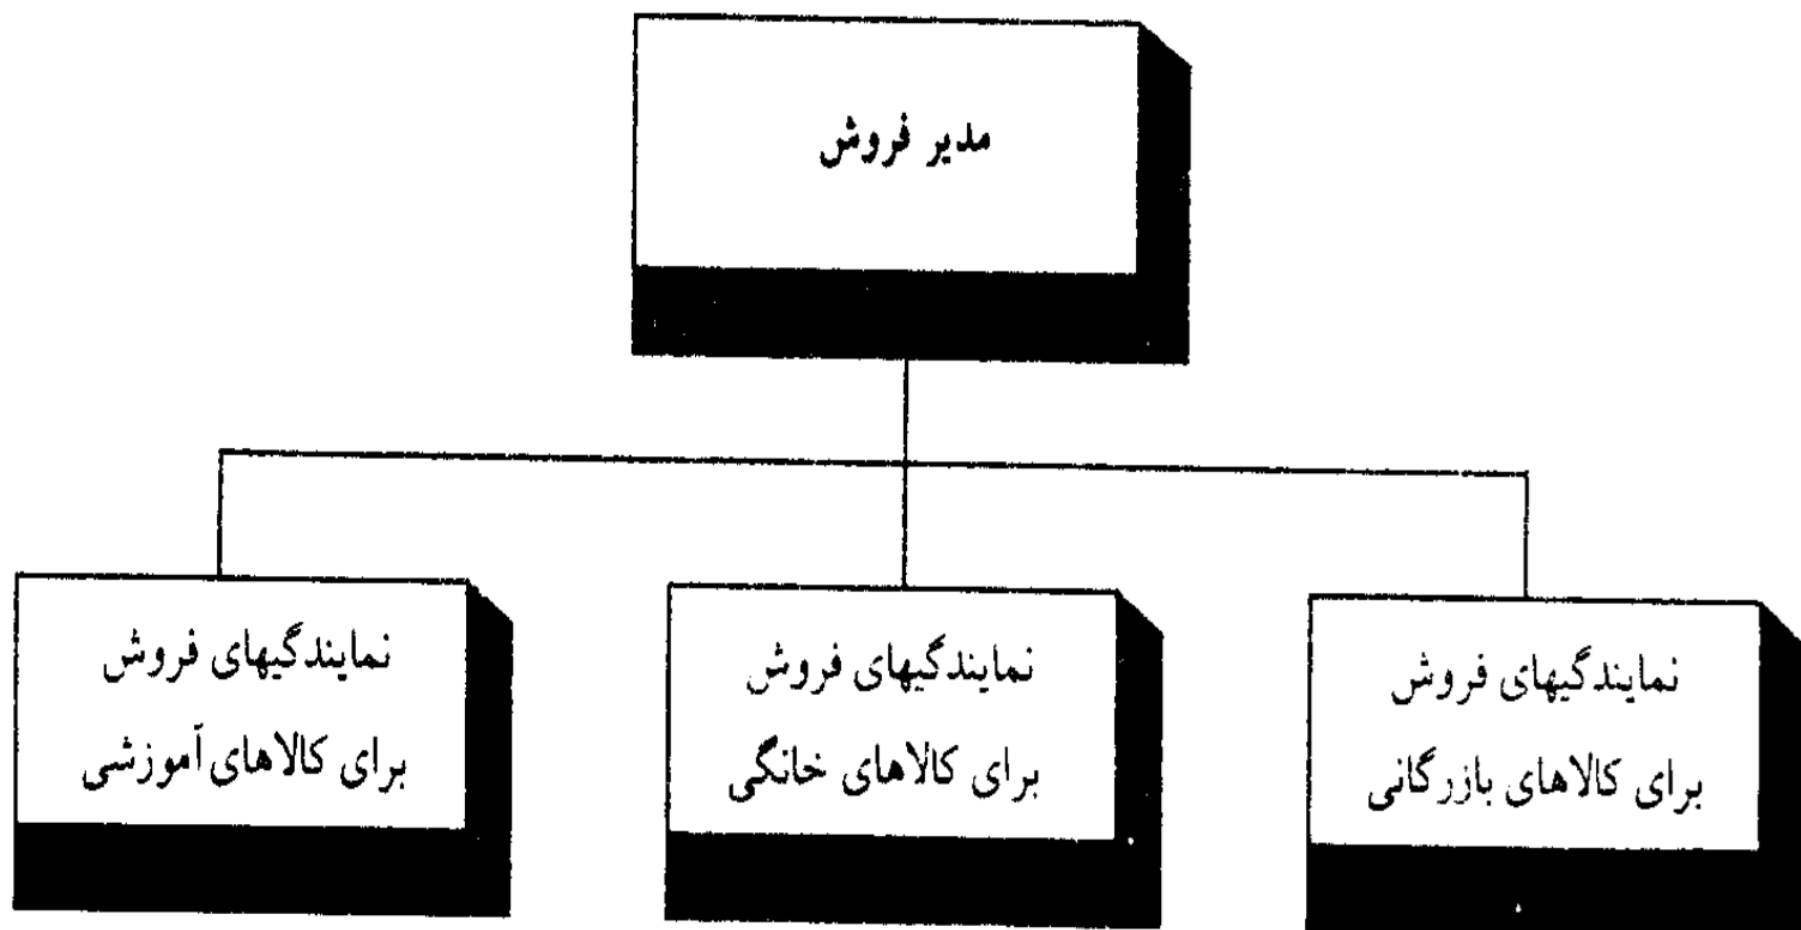 مدیر فروش
نمایندگیهای فروش
برای کالاهای بازرگانی
نمایندگیهای فروش
برای کالاهای خانگی
نمایندگیهای فروش
برای کالاهای آموزشی